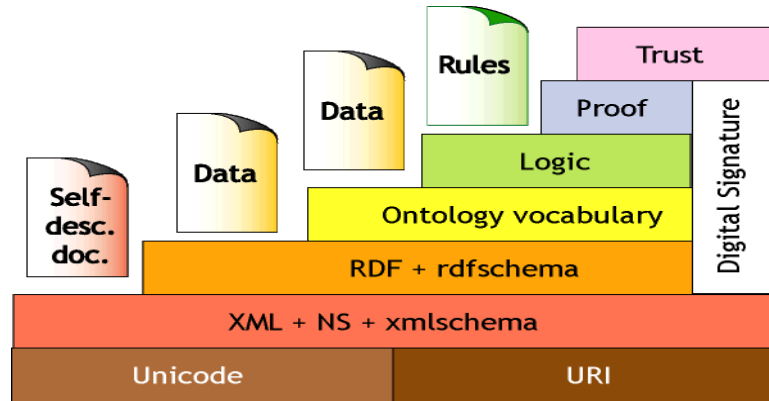 Rules
Trust
Data
Proof
Data
Logic
Self-
desc.
doc.
Ontology vocabulary
Digital Signature
RDF + rdfschema
XML + NS + xmlschema
Unicode
URI